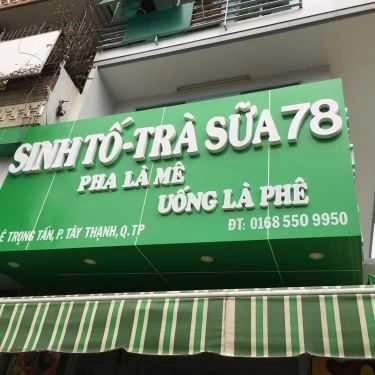 SINH TỐ-TRÀ SỮA 78
PHA LÀ MÊ
UỐNG LÀ PHÊ
Ê TRỌNG TẤN, P. TÂY THẠNH, Q.TP
ĐT: 0168 550 9950